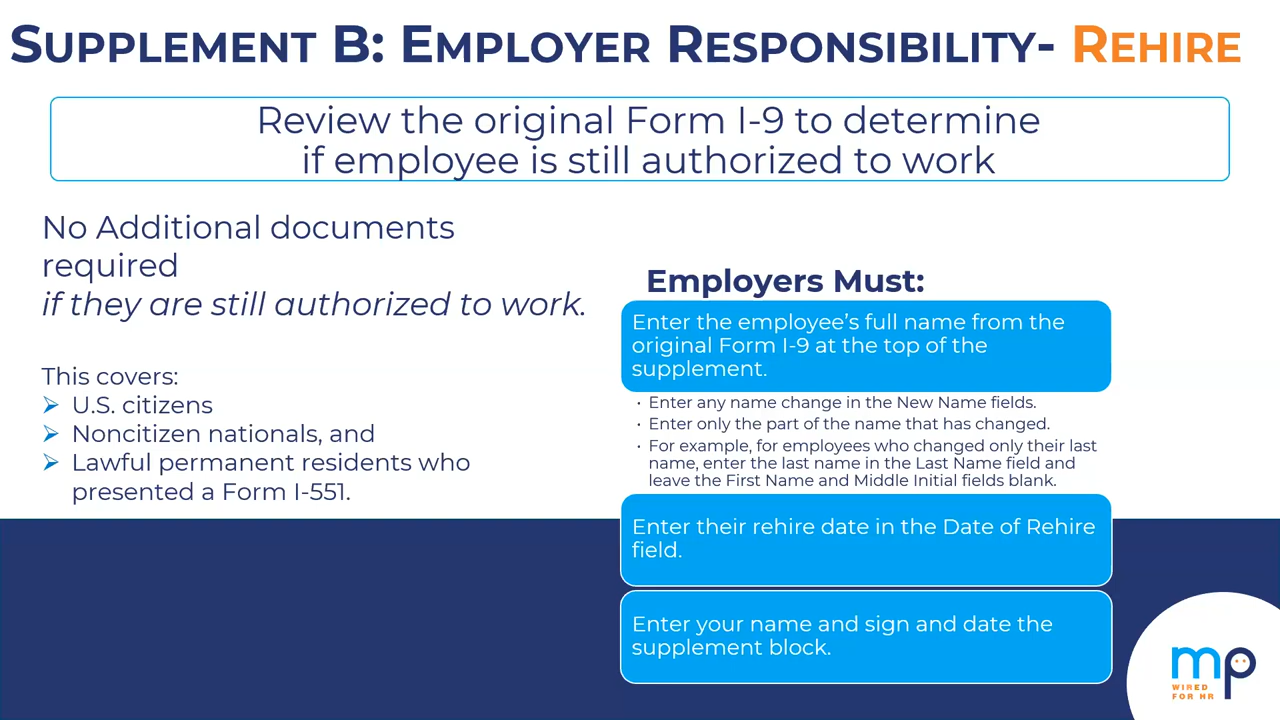 SUPPLEMENT B: EMPLOYER RESPONSIBILITY- REHIRE
Review the original Form I-9 to determine
if employee is still authorized to work
No Additional documents
required
if they are still authorized to work.
This covers:
➢ U.S. citizens
➢ Noncitizen nationals, and
➢ Lawful permanent residents who
presented a Form I-551.
Employers Must:
Enter the employee’s full name from the
original Form I-9 at the top of the
supplement.
· Enter any name change in the New Name fields.
· Enter only the part of the name that has changed.
· For example, for employees who changed only their last
name, enter the last name in the Last Name field and
leave the First Name and Middle Initial fields blank.
Enter their rehire date in the Date of Rehire
field.
Enter your name and sign and date the
supplement block.
mp
WIRED
FOR HR